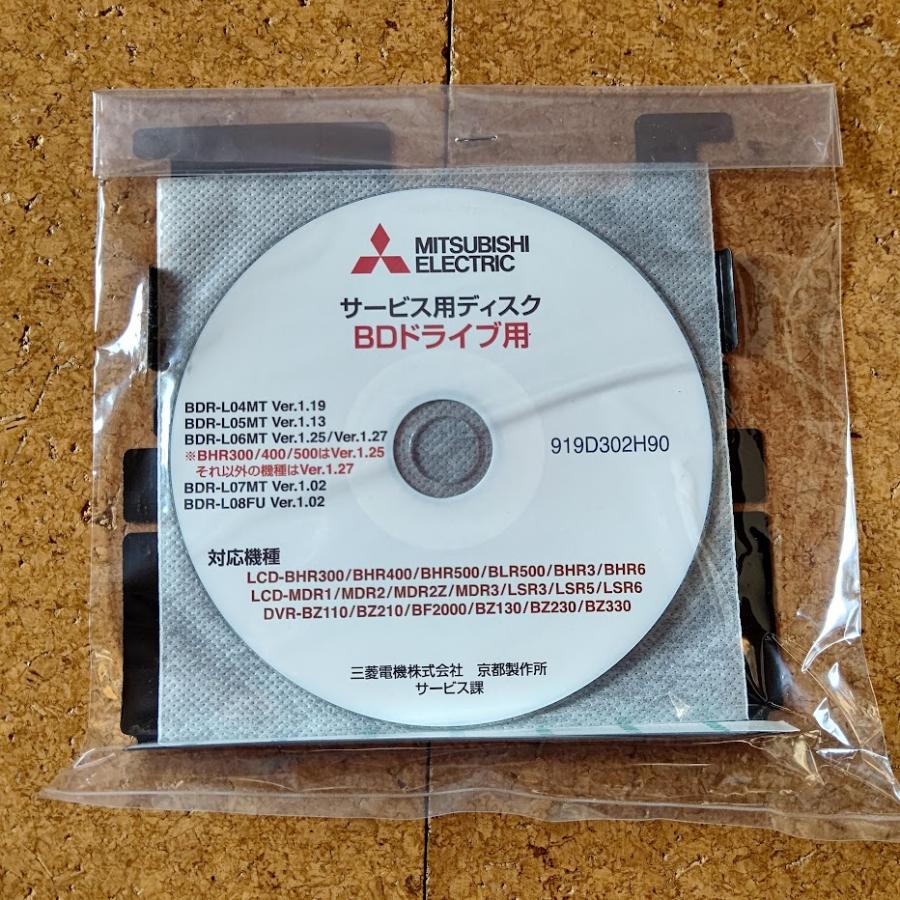 MITSUBISHI
ELECTRIC
サービス用ディスク
BDドライブ用
BDR-L04MT Ver.1.19
BDR-L05MT Ver.1.13
BDR-L06MT Ver.1.25/Ver.1.27
※BHR300/400/500はVer.1.25
それ以外の機種はVer.1.27
BDR-L07MT Ver.1.02
BDR-L08FU Ver.1.02
919D302H90
対応機種
LCD-BHR300/BHR400/BHR500/BLR500/BHR3/BHR6
LCD-MDR1/MDR2/MDR2Z/MDR3/LSR3/LSR5/LSR6
DVR-BZ110/BZ210/BF2000/BZ130/BZ230/BZ330
三菱電機株式会社 京都製作所
サービス課